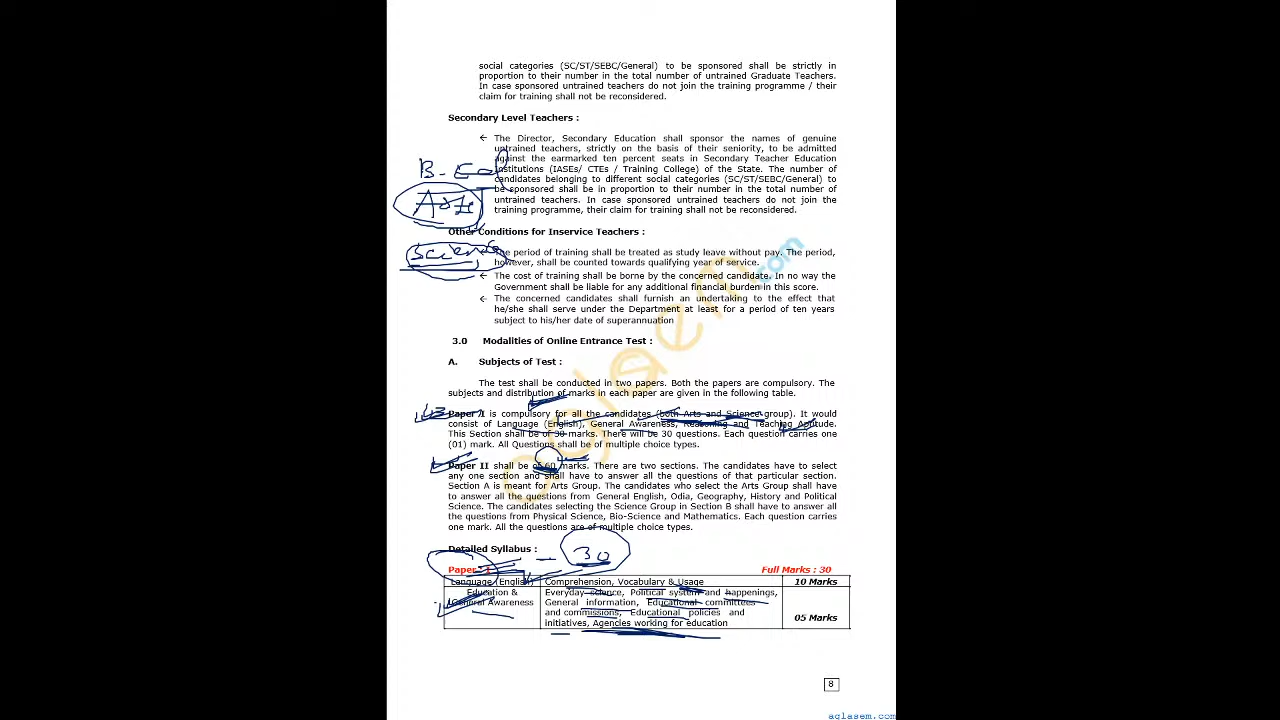 social categories (SC/ST/SEBC/General) to be sponsored shall be strictly in
proportion to their number in the total number of untrained Graduate Teachers.
In case sponsored untrained teachers do not join the training programme / their
claim for training shall not be reconsidered.
Secondary Level Teachers :
The Director, Secondary Education shall sponsor the names of genuine
untrained teachers, strictly on the basis of their seniority, to be admitted
against the earmarked ten percent seats in Secondary Teacher Education
B-Ed
Institutions (IASEs/ CTEs / Training College) of the State. The number of
candidates belonging to different social categories (SC/ST/SEBC/General) to
be sponsored shall be in proportion to their number in the total number of
Arts
untrained teachers. In case sponsored untrained teachers do not join the
training programme, their claim for training shall not be reconsidered.
Other Conditions for Inservice Teachers :
Science
The period of training shall be treated as study leave without pay. The period,
however, shall be counted towards qualifying years of service.
The cost of training shall be borne by the concerned candidate. In no way the
Government shall be liable for any additional financial burden in this score.
The concerned candidates shall furnish an undertaking to the effect that
he/she shall serve under the Department at least for a period of ten years
subject to his/her date of superannuation
3.0 Modalities of Online Entrance Test :
A. Subjects of Test :
The test shall be conducted in two papers. Both the papers are compulsory. The
subjects and distribution of marks in each paper are given in the following table.
Paper I is compulsory for all the candidates (both Arts and Science group). It would
consist of Language (English), General Awareness, Reasoning and Teaching Aptitude.
This Section shall be of 30 marks. There will be 30 questions. Each question carries one
(01) mark. All Questions shall be of multiple choice types.
Paper II shall be of 60 marks. There are two sections. The candidates have to select
any one section and shall have to answer all the questions of that particular section.
Section A is meant for Arts Group. The candidates who select the Arts Group shall have
to answer all the questions from General English, Odia, Geography, History and Political
Science. The candidates selecting the Science Group in Section B shall have to answer all
the questions from Physical Science, Bio-Science and Mathematics. Each question carries
one mark. All the questions are of multiple choice types.
Detailed Syllabus :
30
Paper - I Full Marks : 30
Language (English) Comprehension, Vocabulary & Usage 10 Marks
Education & Everyday science, Political system and happenings,
General Awareness General information, Educational committees
and commissions, Educational policies and 05 Marks
initiatives, Agencies working for education
8
aglasem.com
aglasem.com